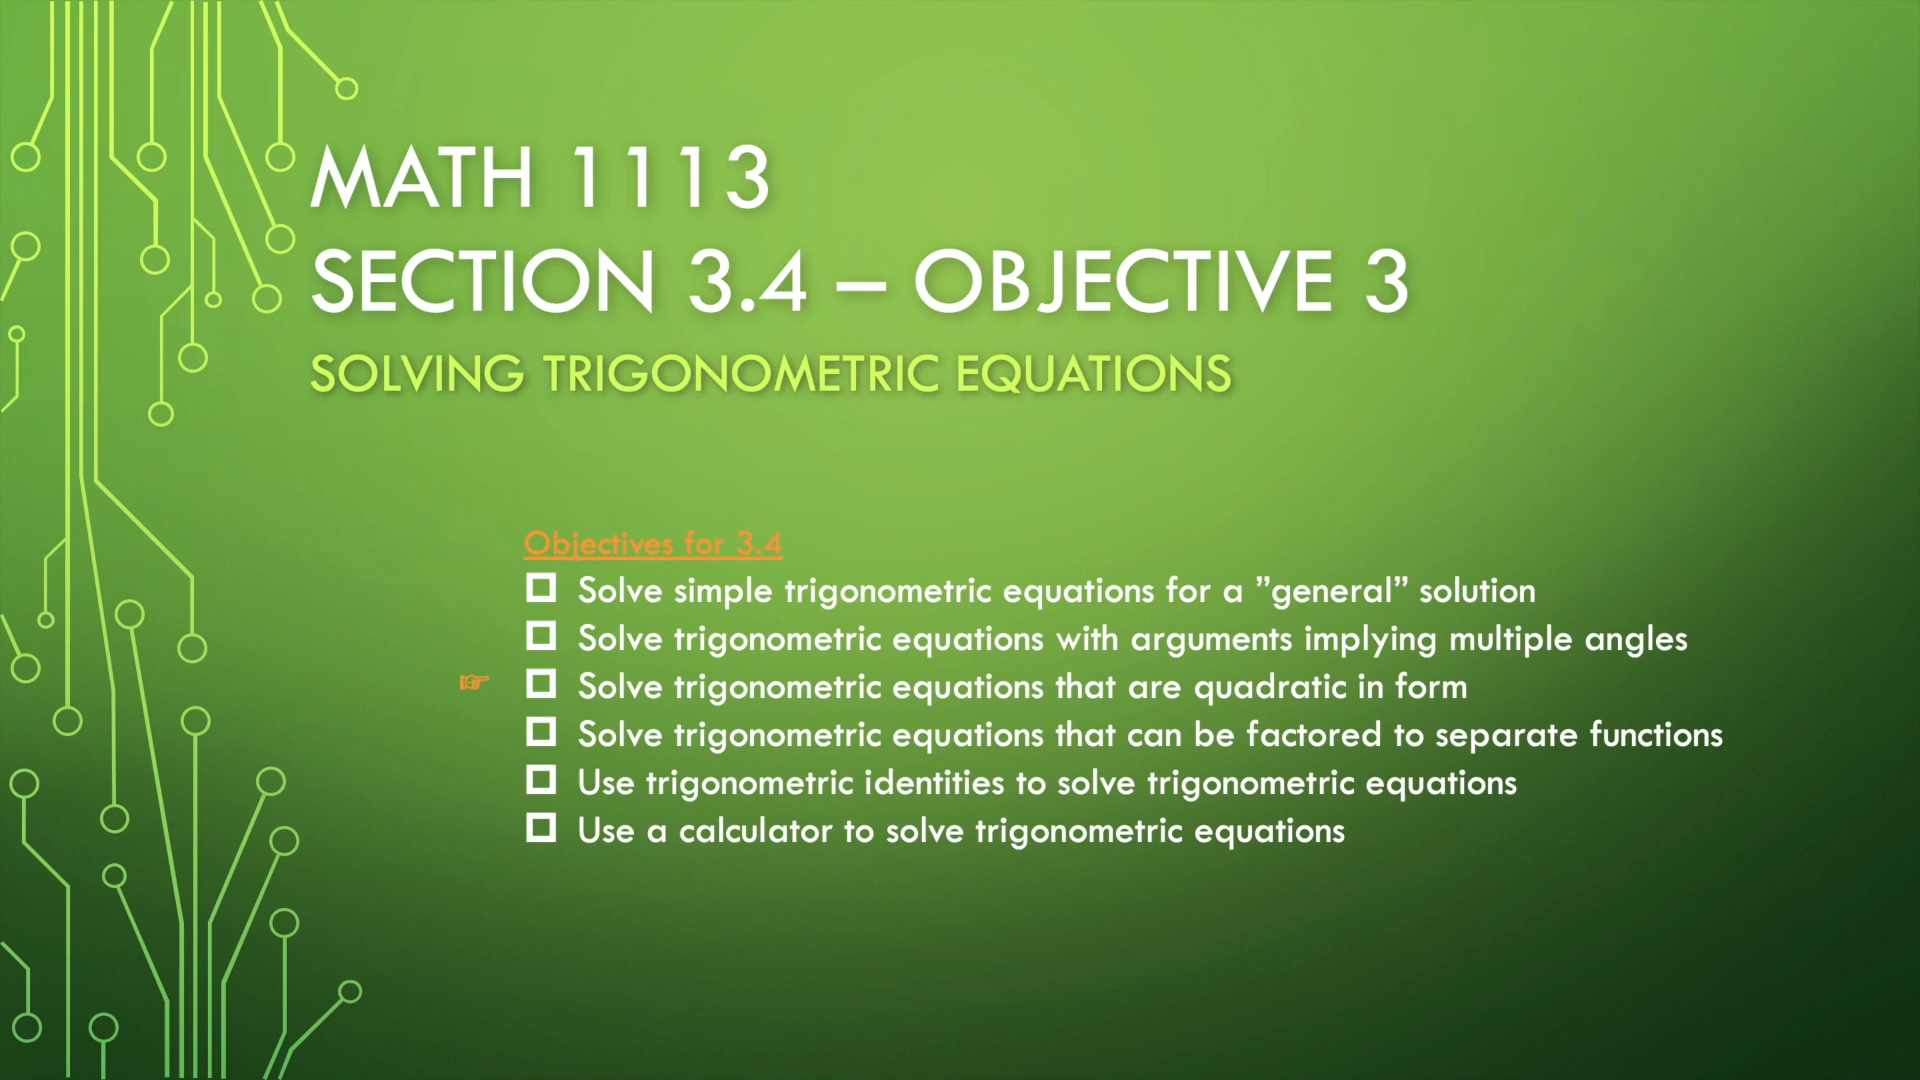 MATH 1113
SECTION 3.4 – OBJECTIVE 3
SOLVING TRIGONOMETRIC EQUATIONS
Objectives for 3.4
Solve simple trigonometric equations for a ”general” solution
Solve trigonometric equations with arguments implying multiple angles
Solve trigonometric equations that are quadratic in form
Solve trigonometric equations that can be factored to separate functions
Use trigonometric identities to solve trigonometric equations
Use a calculator to solve trigonometric equations